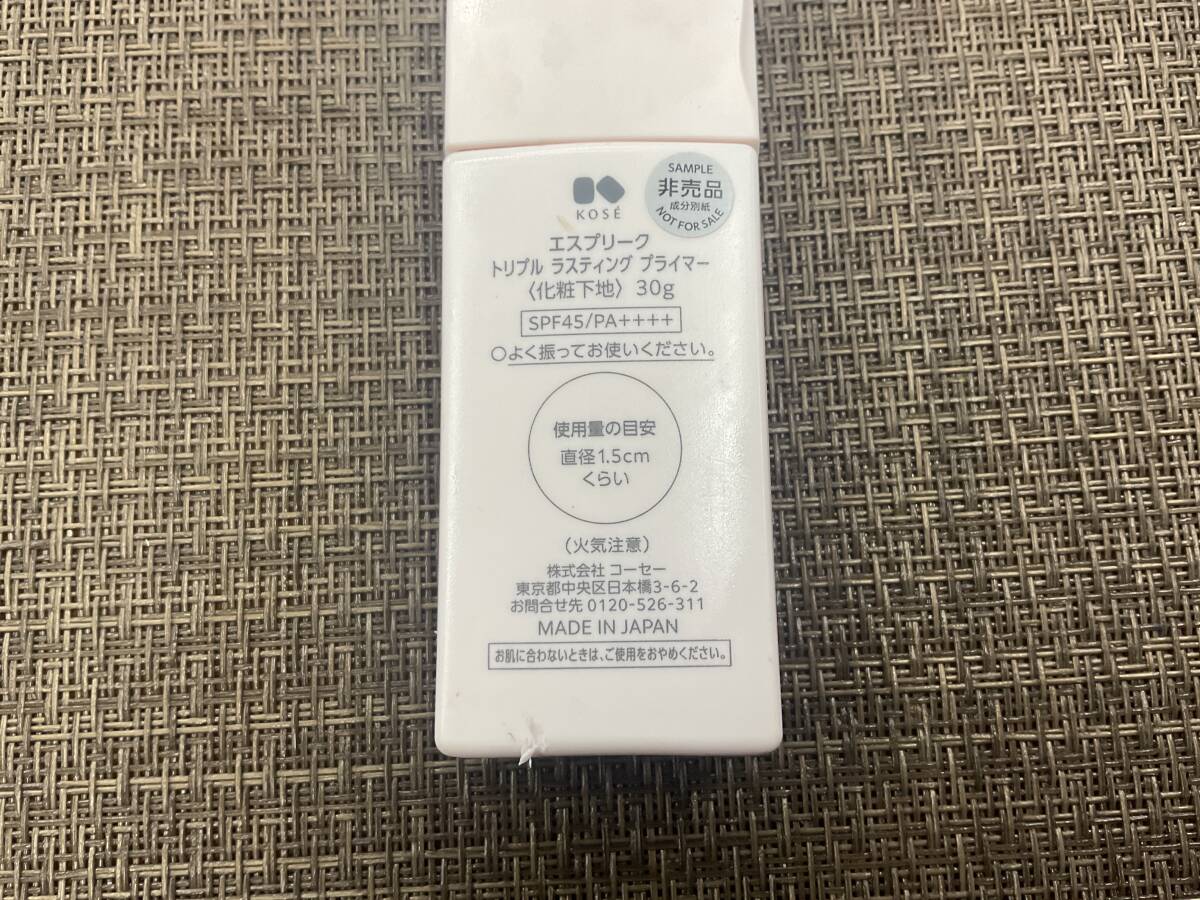 KOSÉ
SAMPLE
非売品
成分別紙
NOT FOR SALE
エスプリーク
トリプル ラスティング プライマー
〈化粧下地〉 30g
SPF45/PA++++
○よく振ってお使いください。
使用量の目安
直径1.5cm
くらい
(火気注意)
株式会社 コーセー
東京都中央区日本橋3-6-2
お問合せ先 0120-526-311
MADE IN JAPAN
お肌に合わないときは、ご使用をおやめください。